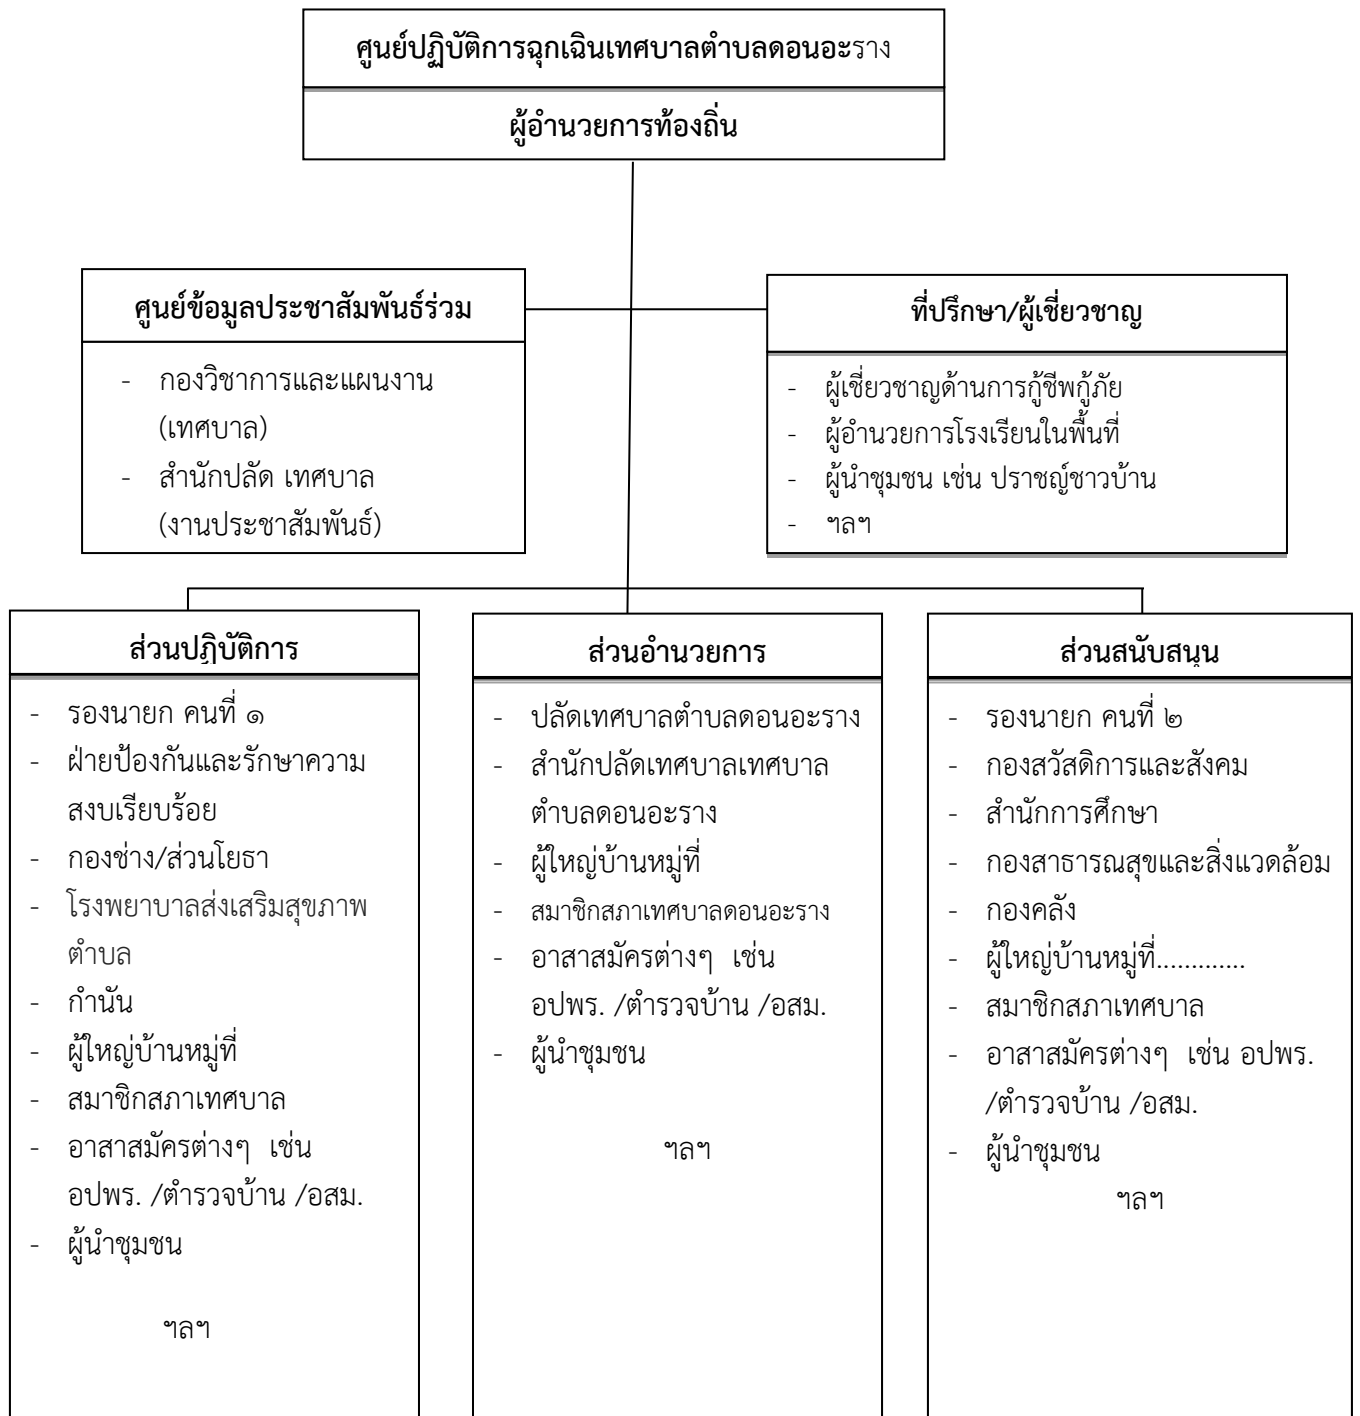 ศูนย์ปฏิบัติการฉุกเฉินเทศบาลตำบลดอนอะราง
ผู้อำนวยการท้องถิ่น
ศูนย์ข้อมูลประชาสัมพันธ์ร่วม
- กองวิชาการและแผนงาน
(เทศบาล)
- สำนักปลัด เทศบาล
(งานประชาสัมพันธ์)
ที่ปรึกษา/ผู้เชี่ยวชาญ
- ผู้เชี่ยวชาญด้านการกู้ชีพกู้ภัย
- ผู้อำนวยการโรงเรียนในพื้นที่
- ผู้นำชุมชน เช่น ปราชญ์ชาวบ้าน
- ฯลฯ
ส่วนปฏิบัติการ
- รองนายก คนที่ ๑
- ฝ่ายป้องกันและรักษาความ
สงบเรียบร้อย
- กองช่าง/ส่วนโยธา
- โรงพยาบาลส่งเสริมสุขภาพ
ตำบล
- กำนัน
- ผู้ใหญ่บ้านหมู่ที่
- สมาชิกสภาเทศบาล
- อาสาสมัครต่างๆ เช่น
อปพร. /ตำรวจบ้าน /อสม.
- ผู้นำชุมชน
ฯลฯ
ส่วนอำนวยการ
- ปลัดเทศบาลตำบลดอนอะราง
- สำนักปลัดเทศบาลเทศบาล
ตำบลดอนอะราง
- ผู้ใหญ่บ้านหมู่ที่
- สมาชิกสภาเทศบาลดอนอะราง
- อาสาสมัครต่างๆ เช่น
อปพร. /ตำรวจบ้าน /อสม.
- ผู้นำชุมชน
ฯลฯ
ส่วนสนับสนุน
- รองนายก คนที่ ๒
- กองสวัสดิการและสังคม
- สำนักการศึกษา
- กองสาธารณสุขและสิ่งแวดล้อม
- กองคลัง
- ผู้ใหญ่บ้านหมู่ที่.............
- สมาชิกสภาเทศบาล
- อาสาสมัครต่างๆ เช่น อปพร.
/ตำรวจบ้าน /อสม.
- ผู้นำชุมชน
ฯลฯ